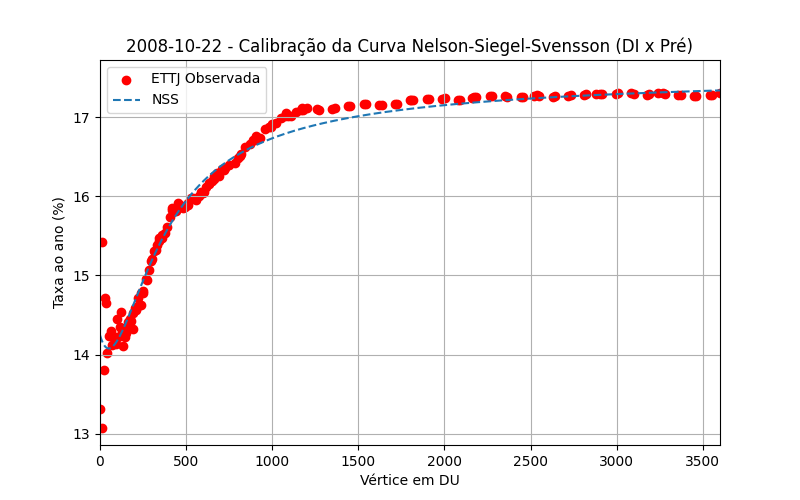 2008-10-22 - Calibração da Curva Nelson-Siegel-Svensson (DI x Pré)
ETTJ Observada
NSS
Taxa ao ano (%)
17
16
15
14
13
0 500 1000 1500 2000 2500 3000 3500
Vértice em DU